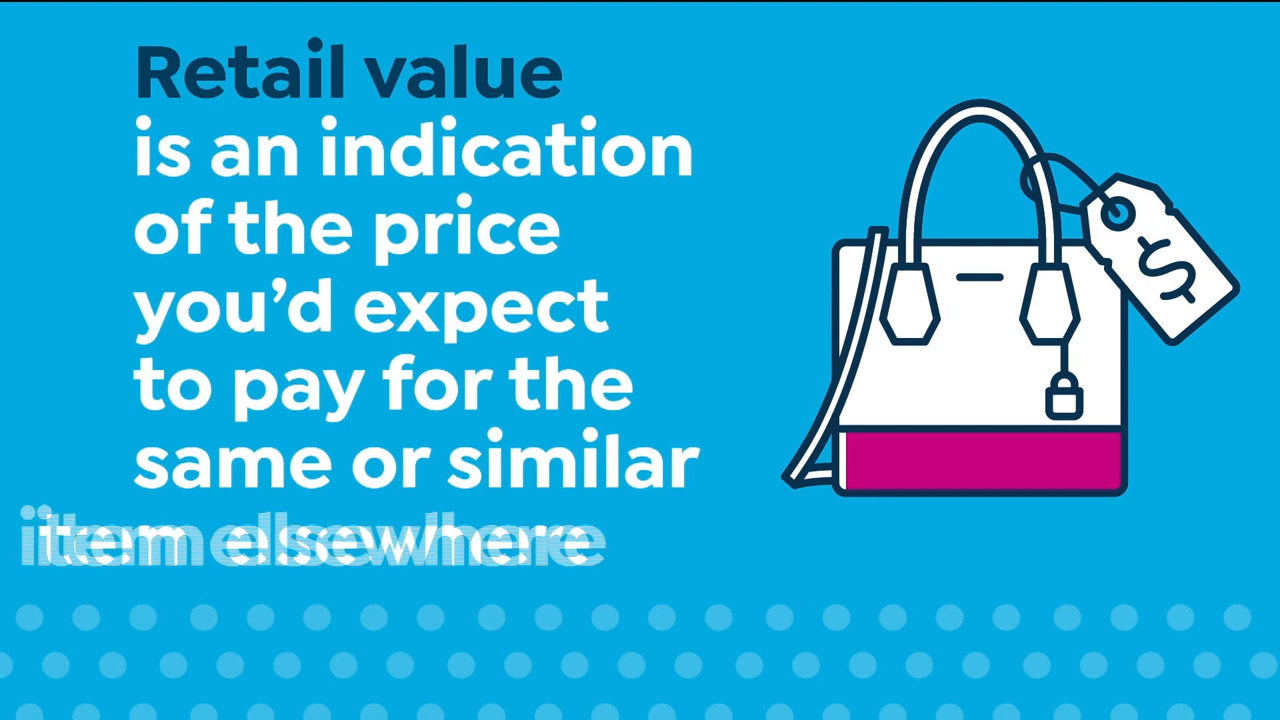 Retail value
is an indication
of the price
you’d expect
to pay for the
same or similar
item elsewhere
$